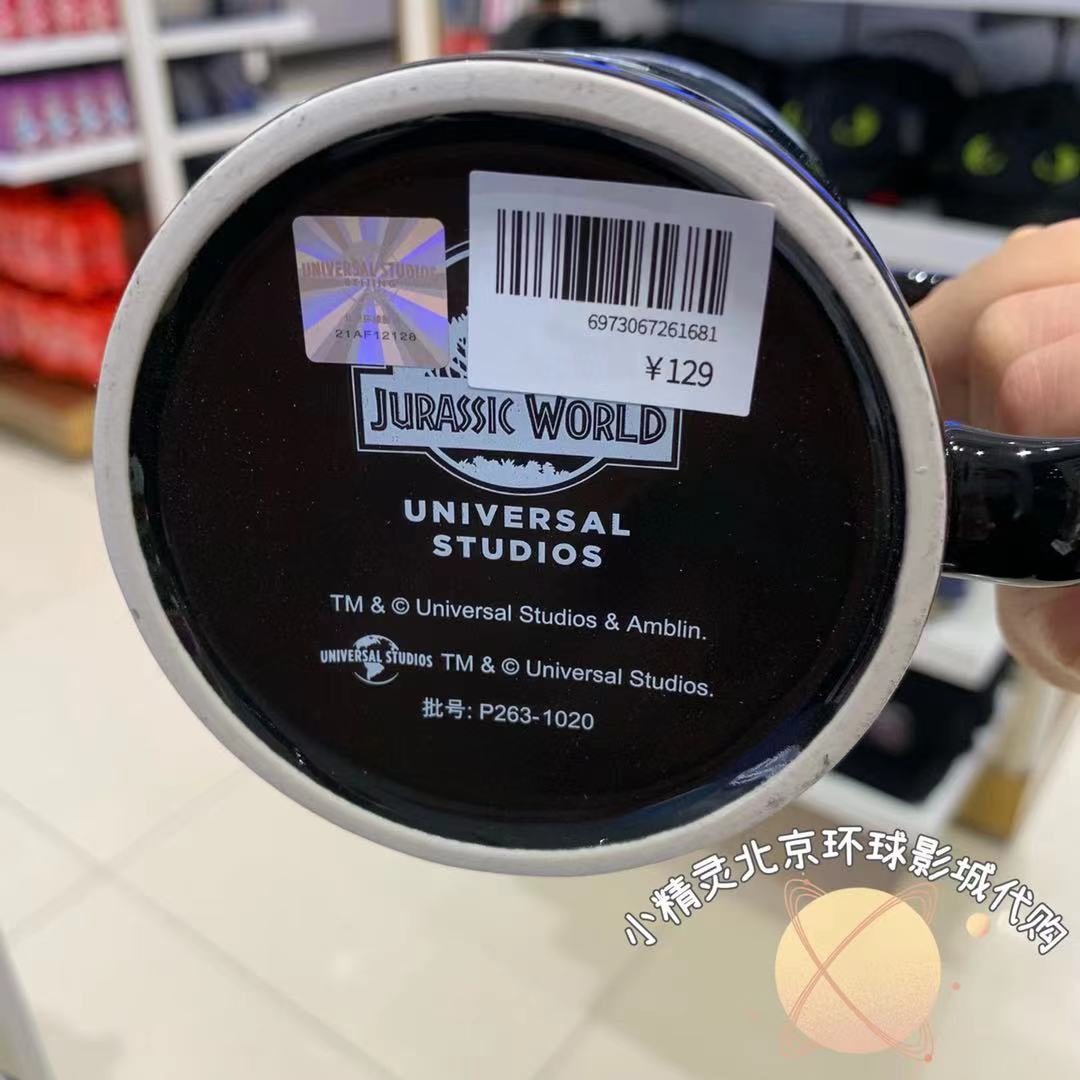 UNIVERSAL STUDIOS
BEIJING
21AF12128
6973067261681
¥129
JURASSIC WORLD
UNIVERSAL
STUDIOS
TM & © Universal Studios & Amblin.
UNIVERSAL STUDIOS TM & © Universal Studios.
批号: P263-1020
小精灵北京环球影城代购